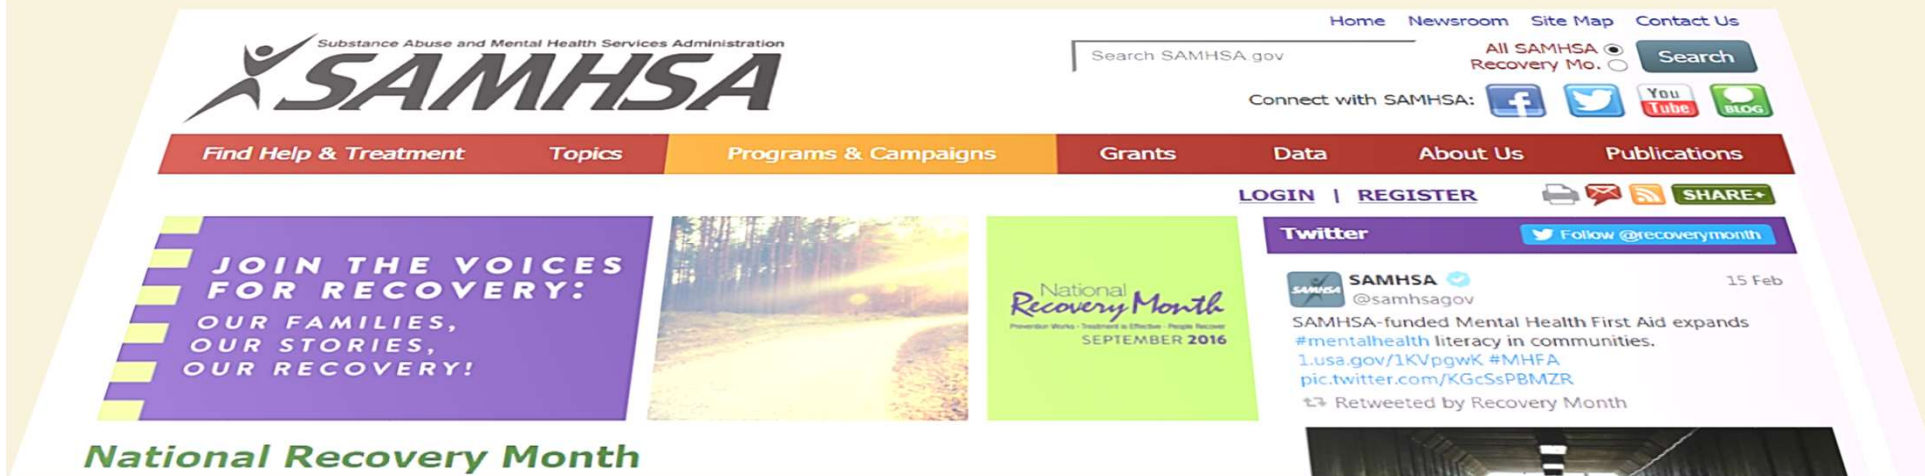 Home Newsroom Site Map Contact Us
Substance Abuse and Mental Health Services Administration
SAMHSA
Search SAMHSA.gov
All SAMHSA
Recovery Mo.
Search
Connect with SAMHSA:
You
Tube
BLOG
Find Help & Treatment Topics Programs & Campaigns Grants Data About Us Publications
LOGIN | REGISTER
SHARE+
JOIN THE VOICES
FOR RECOVERY:
OUR FAMILIES,
OUR STORIES,
OUR RECOVERY!
National
Recovery Month
Prevention Works · Treatment is Effective · People Recover
SEPTEMBER 2016
Twitter
Follow @recoverymonth
SAMHSA
SAMHSA 15 Feb
@samhsagov
SAMHSA-funded Mental Health First Aid expands
#mentalhealth literacy in communities.
1.usa.gov/1KVpgwK #MHFA
pic.twitter.com/KGcSsPBMZR
Retweeted by Recovery Month
National Recovery Month